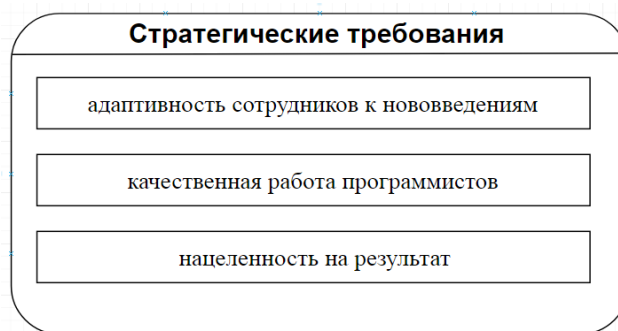 Стратегические требования
адаптивность сотрудников к нововведениям
качественная работа программистов
нацеленность на результат